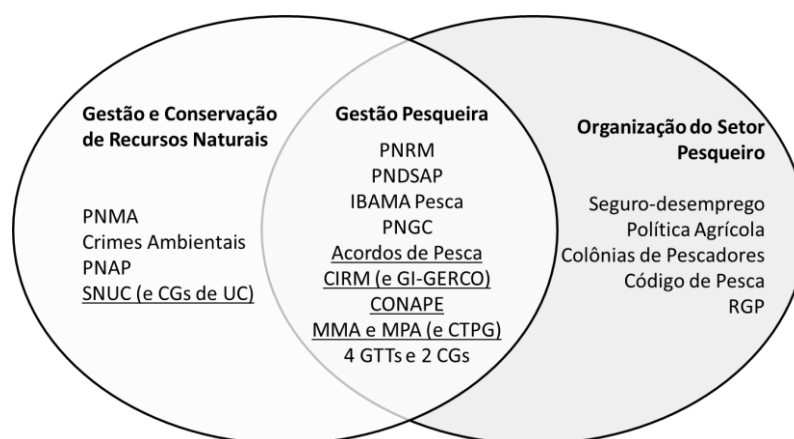 Gestão e Conservação
de Recursos Naturais
PNMA
Crimes Ambientais
PNAP
SNUC (e CGs de UC)
Gestão Pesqueira
PNRM
PNDSAP
IBAMA Pesca
PNGC
Acordos de Pesca
CIRM (e GI-GERCO)
CONAPE
MMA e MPA (e CTPG)
4 GTTs e 2 CGs
Organização do Setor
Pesqueiro
Seguro-desemprego
Política Agrícola
Colônias de Pescadores
Código de Pesca
RGP